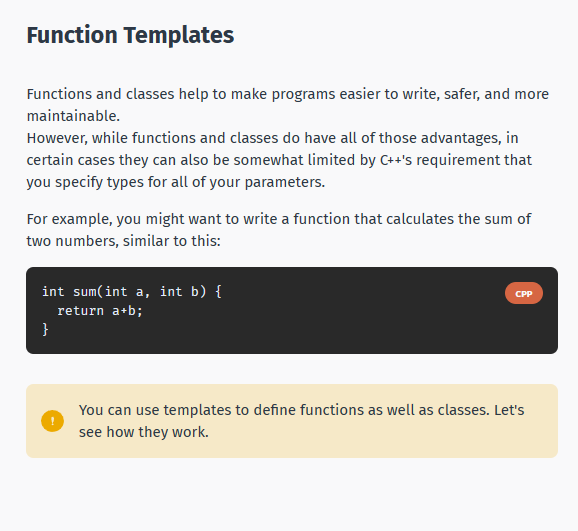 Function Templates
Functions and classes help to make programs easier to write, safer, and more
maintainable.
However, while functions and classes do have all of those advantages, in
certain cases they can also be somewhat limited by C++'s requirement that
you specify types for all of your parameters.
For example, you might want to write a function that calculates the sum of
two numbers, similar to this:
int sum(int a, int b) {
CPP
  return a+b;
}
!
You can use templates to define functions as well as classes. Let's
see how they work.